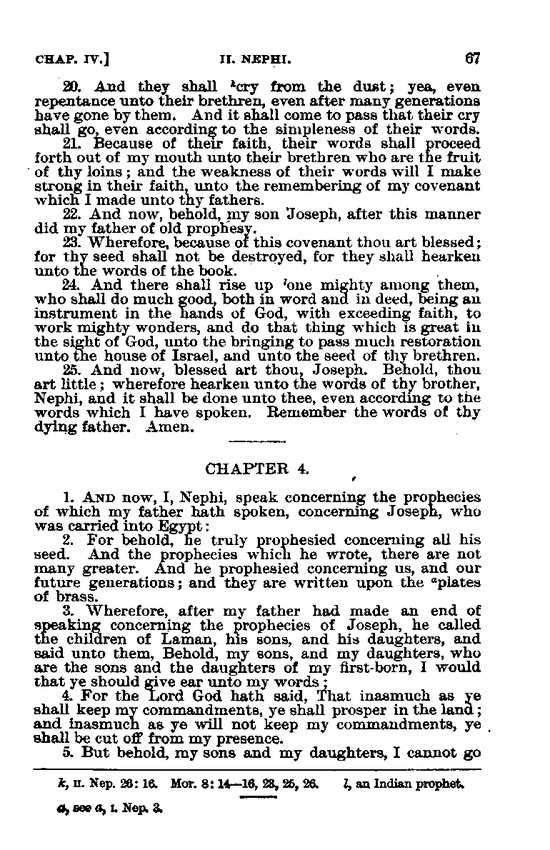 CHAP. IV.] II. NEPHI. 67
20. And they shall ᵏcry from the dust; yea, even
repentance unto their brethren, even after many generations
have gone by them. And it shall come to pass that their cry
shall go, even according to the simpleness of their words.
21. Because of their faith, their words shall proceed
forth out of my mouth unto their brethren who are the fruit
of thy loins; and the weakness of their words will I make
strong in their faith, unto the remembering of my covenant
which I made unto thy fathers.
22. And now, behold, my son Joseph, after this manner
did my father of old prophesy.
23. Wherefore, because of this covenant thou art blessed;
for thy seed shall not be destroyed, for they shall hearken
unto the words of the book.
24. And there shall rise up ˡone mighty among them,
who shall do much good, both in word and in deed, being an
instrument in the hands of God, with exceeding faith, to
work mighty wonders, and do that thing which is great in
the sight of God, unto the bringing to pass much restoration
unto the house of Israel, and unto the seed of thy brethren.
25. And now, blessed art thou, Joseph. Behold, thou
art little; wherefore hearken unto the words of thy brother,
Nephi, and it shall be done unto thee, even according to the
words which I have spoken. Remember the words of thy
dying father. Amen.
CHAPTER 4.
1. AND now, I, Nephi, speak concerning the prophecies
of which my father hath spoken, concerning Joseph, who
was carried into Egypt:
2. For behold, he truly prophesied concerning all his
seed. And the prophecies which he wrote, there are not
many greater. And he prophesied concerning us, and our
future generations; and they are written upon the ᵃplates
of brass.
3. Wherefore, after my father had made an end of
speaking concerning the prophecies of Joseph, he called
the children of Laman, his sons, and his daughters, and
said unto them, Behold, my sons, and my daughters, who
are the sons and the daughters of my first-born, I would
that ye should give ear unto my words;
4. For the Lord God hath said, That inasmuch as ye
shall keep my commandments, ye shall prosper in the land;
and inasmuch as ye will not keep my commandments, ye
shall be cut off from my presence.
5. But behold, my sons and my daughters, I cannot go
k, II. Nep. 26: 16. Mor. 8: 14—16, 23, 25, 26. l, an Indian prophet.
a, see a, I. Nep. 3.